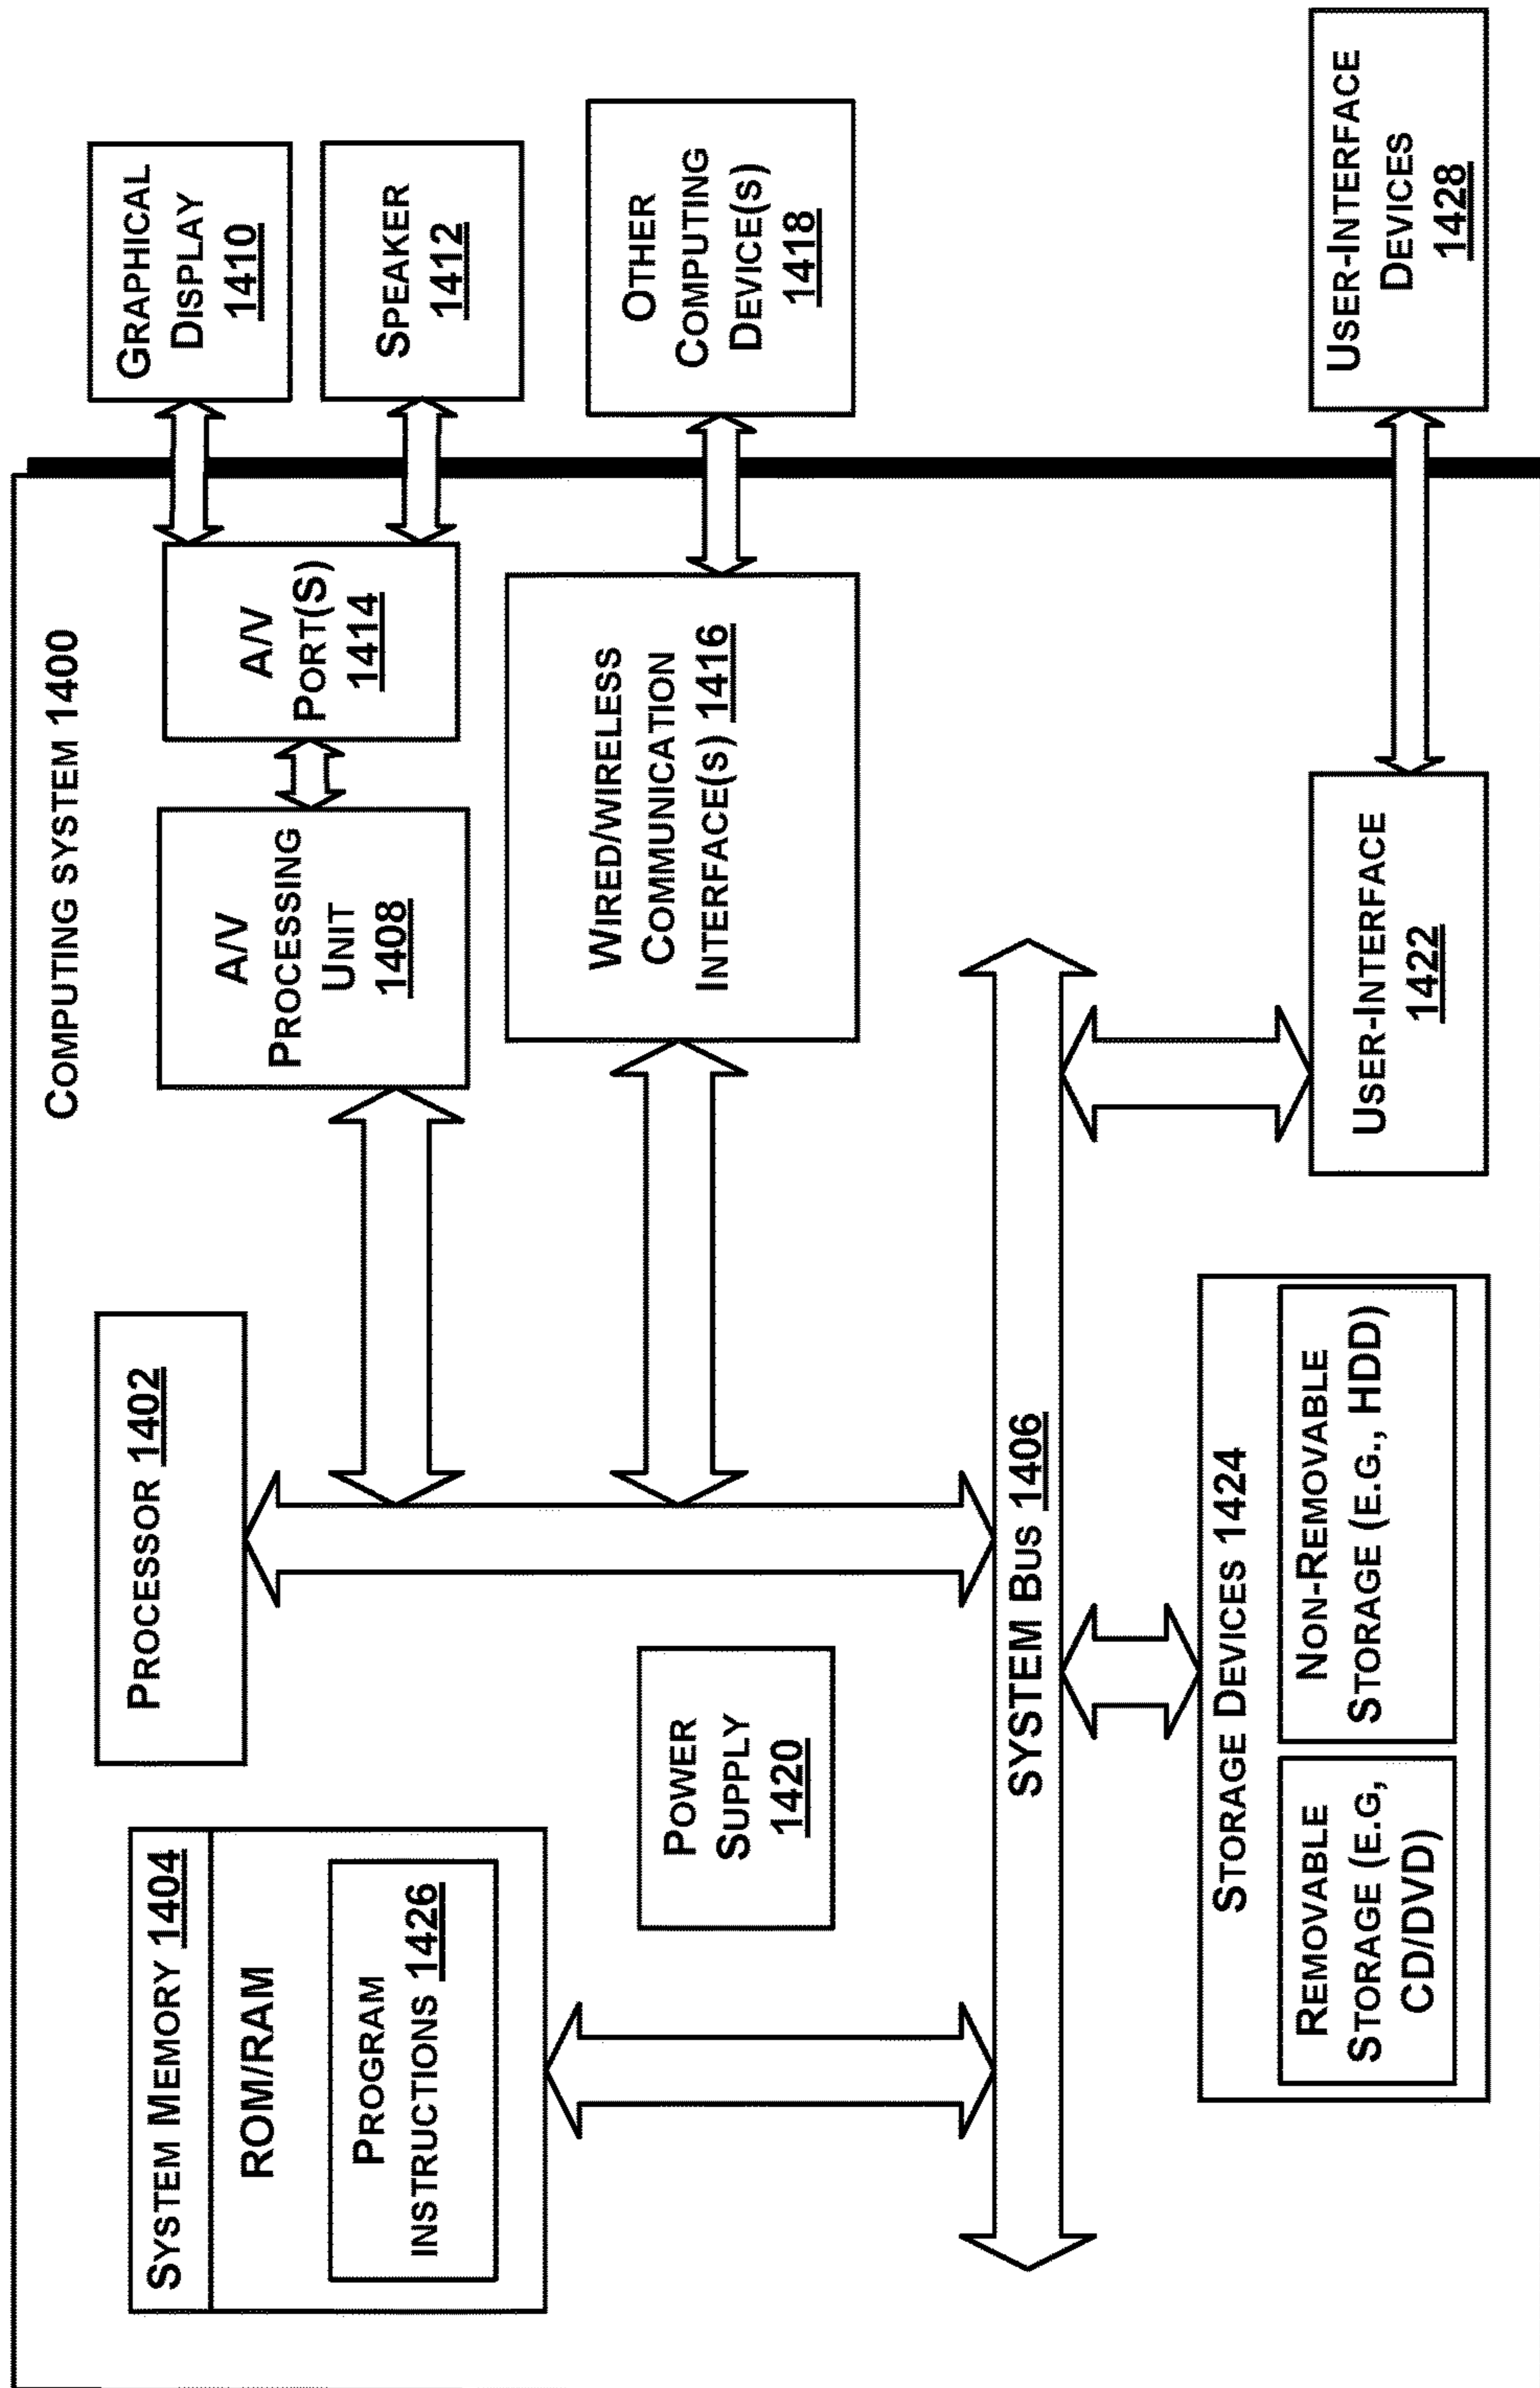 COMPUTING SYSTEM 1400
SYSTEM MEMORY 1404
ROM/RAM
PROGRAM
INSTRUCTIONS 1426
PROCESSOR 1402
A/V
PROCESSING
UNIT
1408
A/V
PORT(S)
1414
GRAPHICAL
DISPLAY
1410
SPEAKER
1412
POWER
SUPPLY
1420
WIRED/WIRELESS
COMMUNICATION
INTERFACE(S) 1416
OTHER
COMPUTING
DEVICE(S)
1418
SYSTEM BUS 1406
STORAGE DEVICES 1424
REMOVABLE
STORAGE (E.G,
CD/DVD)
NON-REMOVABLE
STORAGE (E.G., HDD)
USER-INTERFACE
1422
USER-INTERFACE
DEVICES
1428